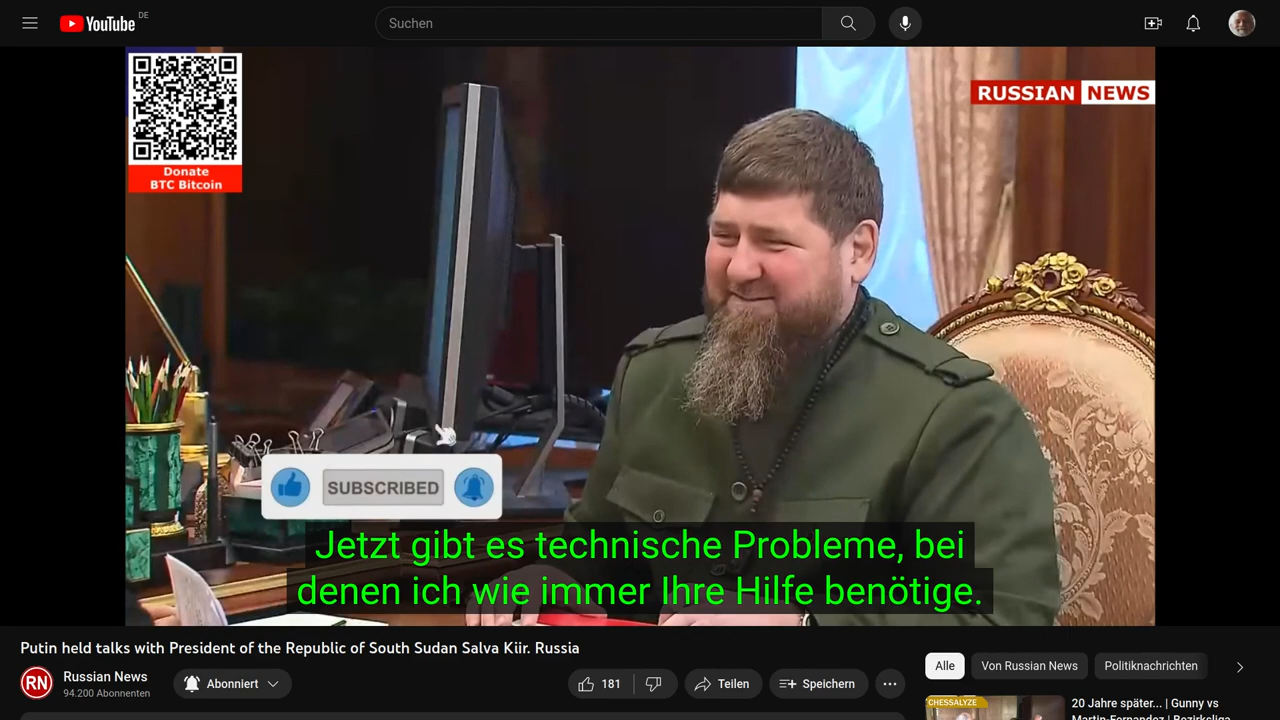 YouTube DE
Suchen
RUSSIAN NEWS
Donate
BTC Bitcoin
SUBSCRIBED
Jetzt gibt es technische Probleme, bei
denen ich wie immer Ihre Hilfe benötige.
Putin held talks with President of the Republic of South Sudan Salva Kiir. Russia
RN
Russian News
94.200 Abonnenten
Abonniert
181
Teilen
Speichern
Alle
Von Russian News
Politiknachrichten
CHESSALYZE
20 Jahre später... | Gunny vs
Martin-Fernandez | Bezirksliga